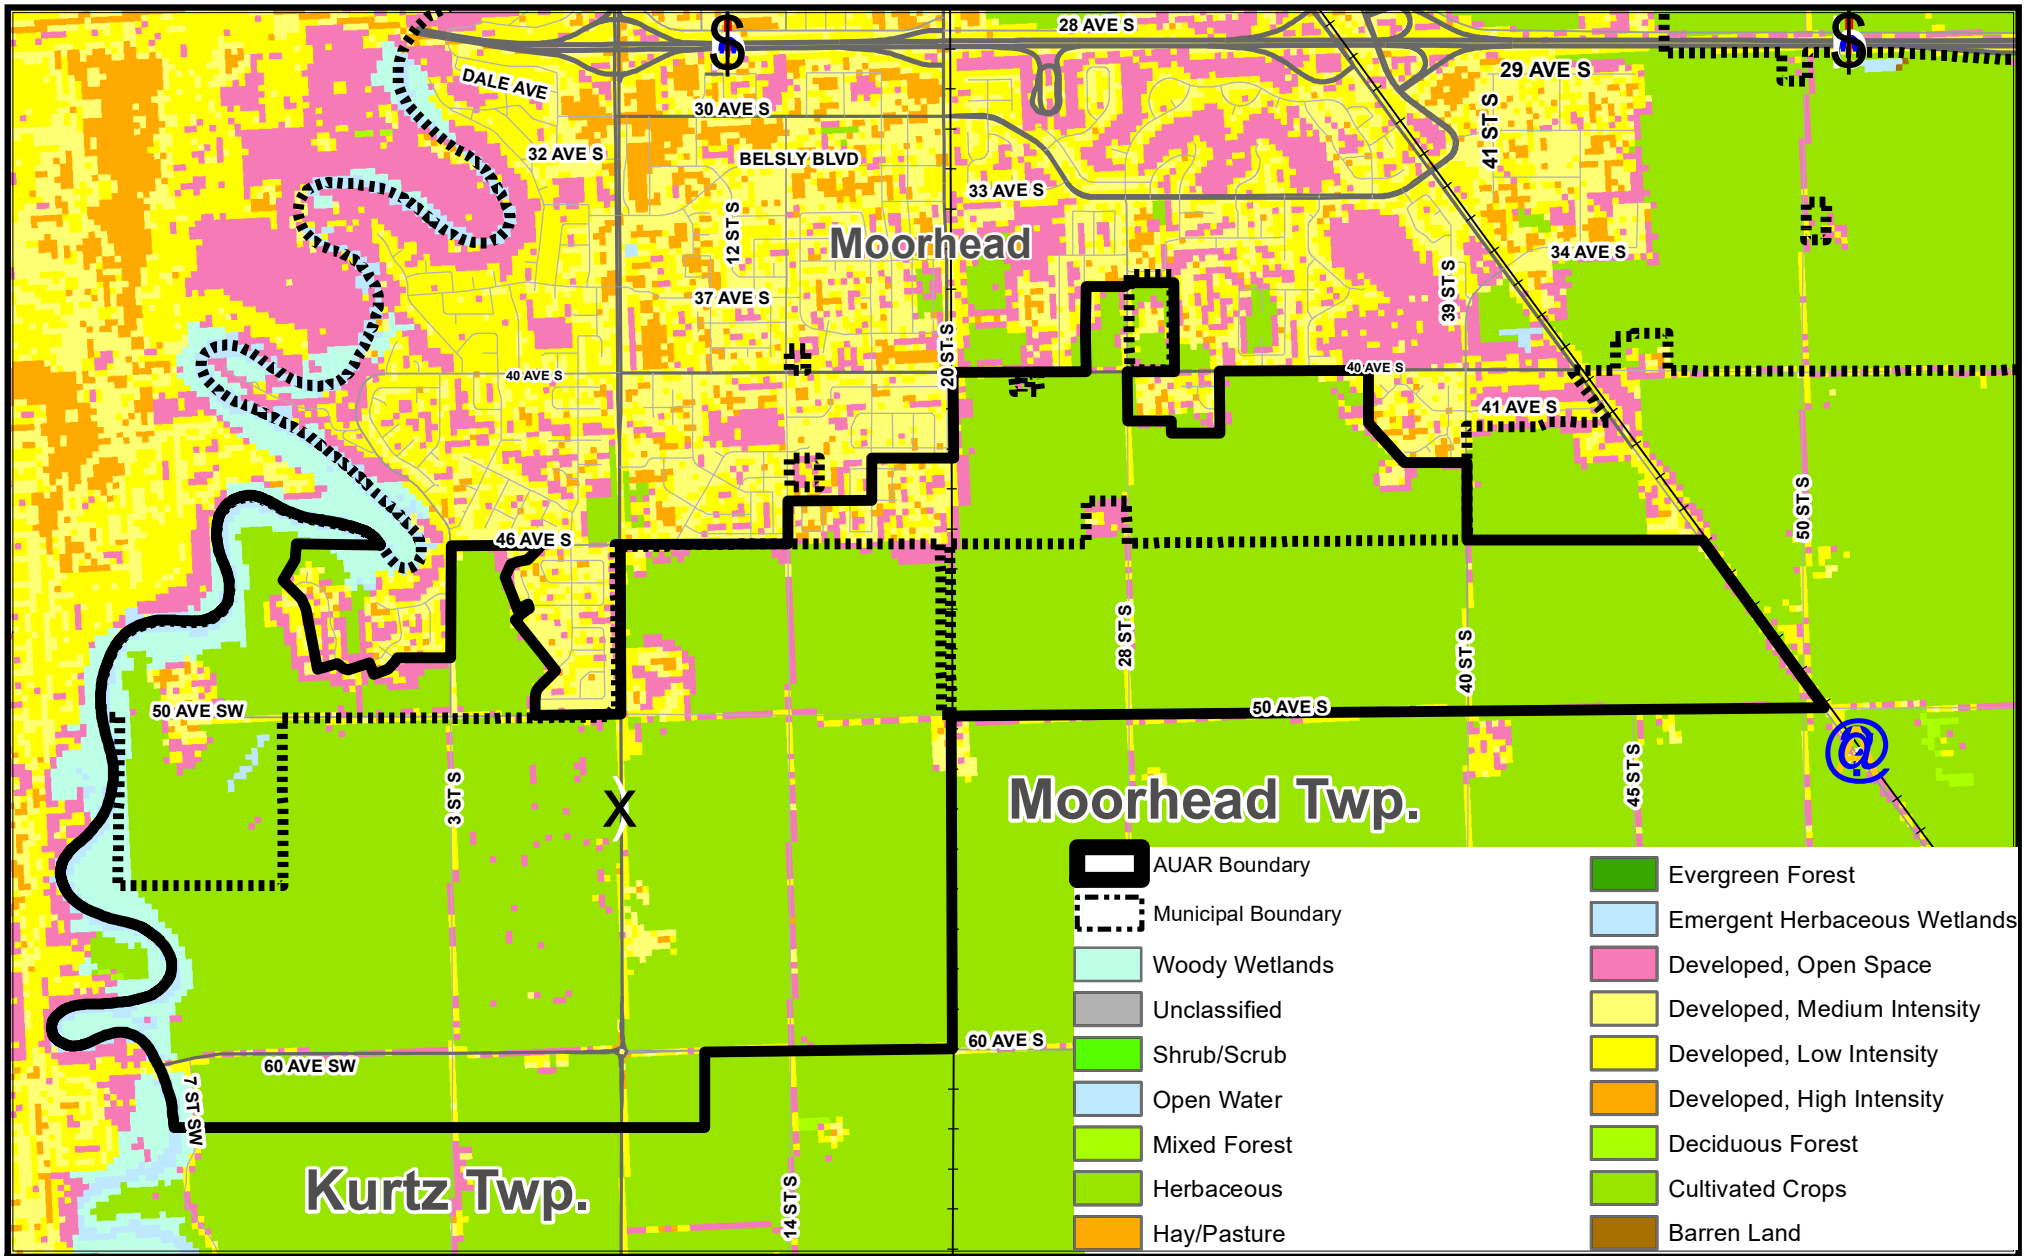 28 AVE S
$
$
DALE AVE
29 AVE S
30 AVE S
41 ST S
32 AVE S
BELSLY BLVD
33 AVE S
12 ST S
Moorhead
34 AVE S
39 ST S
37 AVE S
20 ST S
40 AVE S
40 AVE S
41 AVE S
50 ST S
46 AVE S
28 ST S
40 ST S
50 AVE SW
50 AVE S
@
3 ST S
X
45 ST S
Moorhead Twp.
60 AVE S
60 AVE SW
7 ST SW
Kurtz Twp.
14 ST S
AUAR Boundary
Municipal Boundary
Woody Wetlands
Unclassified
Shrub/Scrub
Open Water
Mixed Forest
Herbaceous
Hay/Pasture
Evergreen Forest
Emergent Herbaceous Wetlands
Developed, Open Space
Developed, Medium Intensity
Developed, Low Intensity
Developed, High Intensity
Deciduous Forest
Cultivated Crops
Barren Land